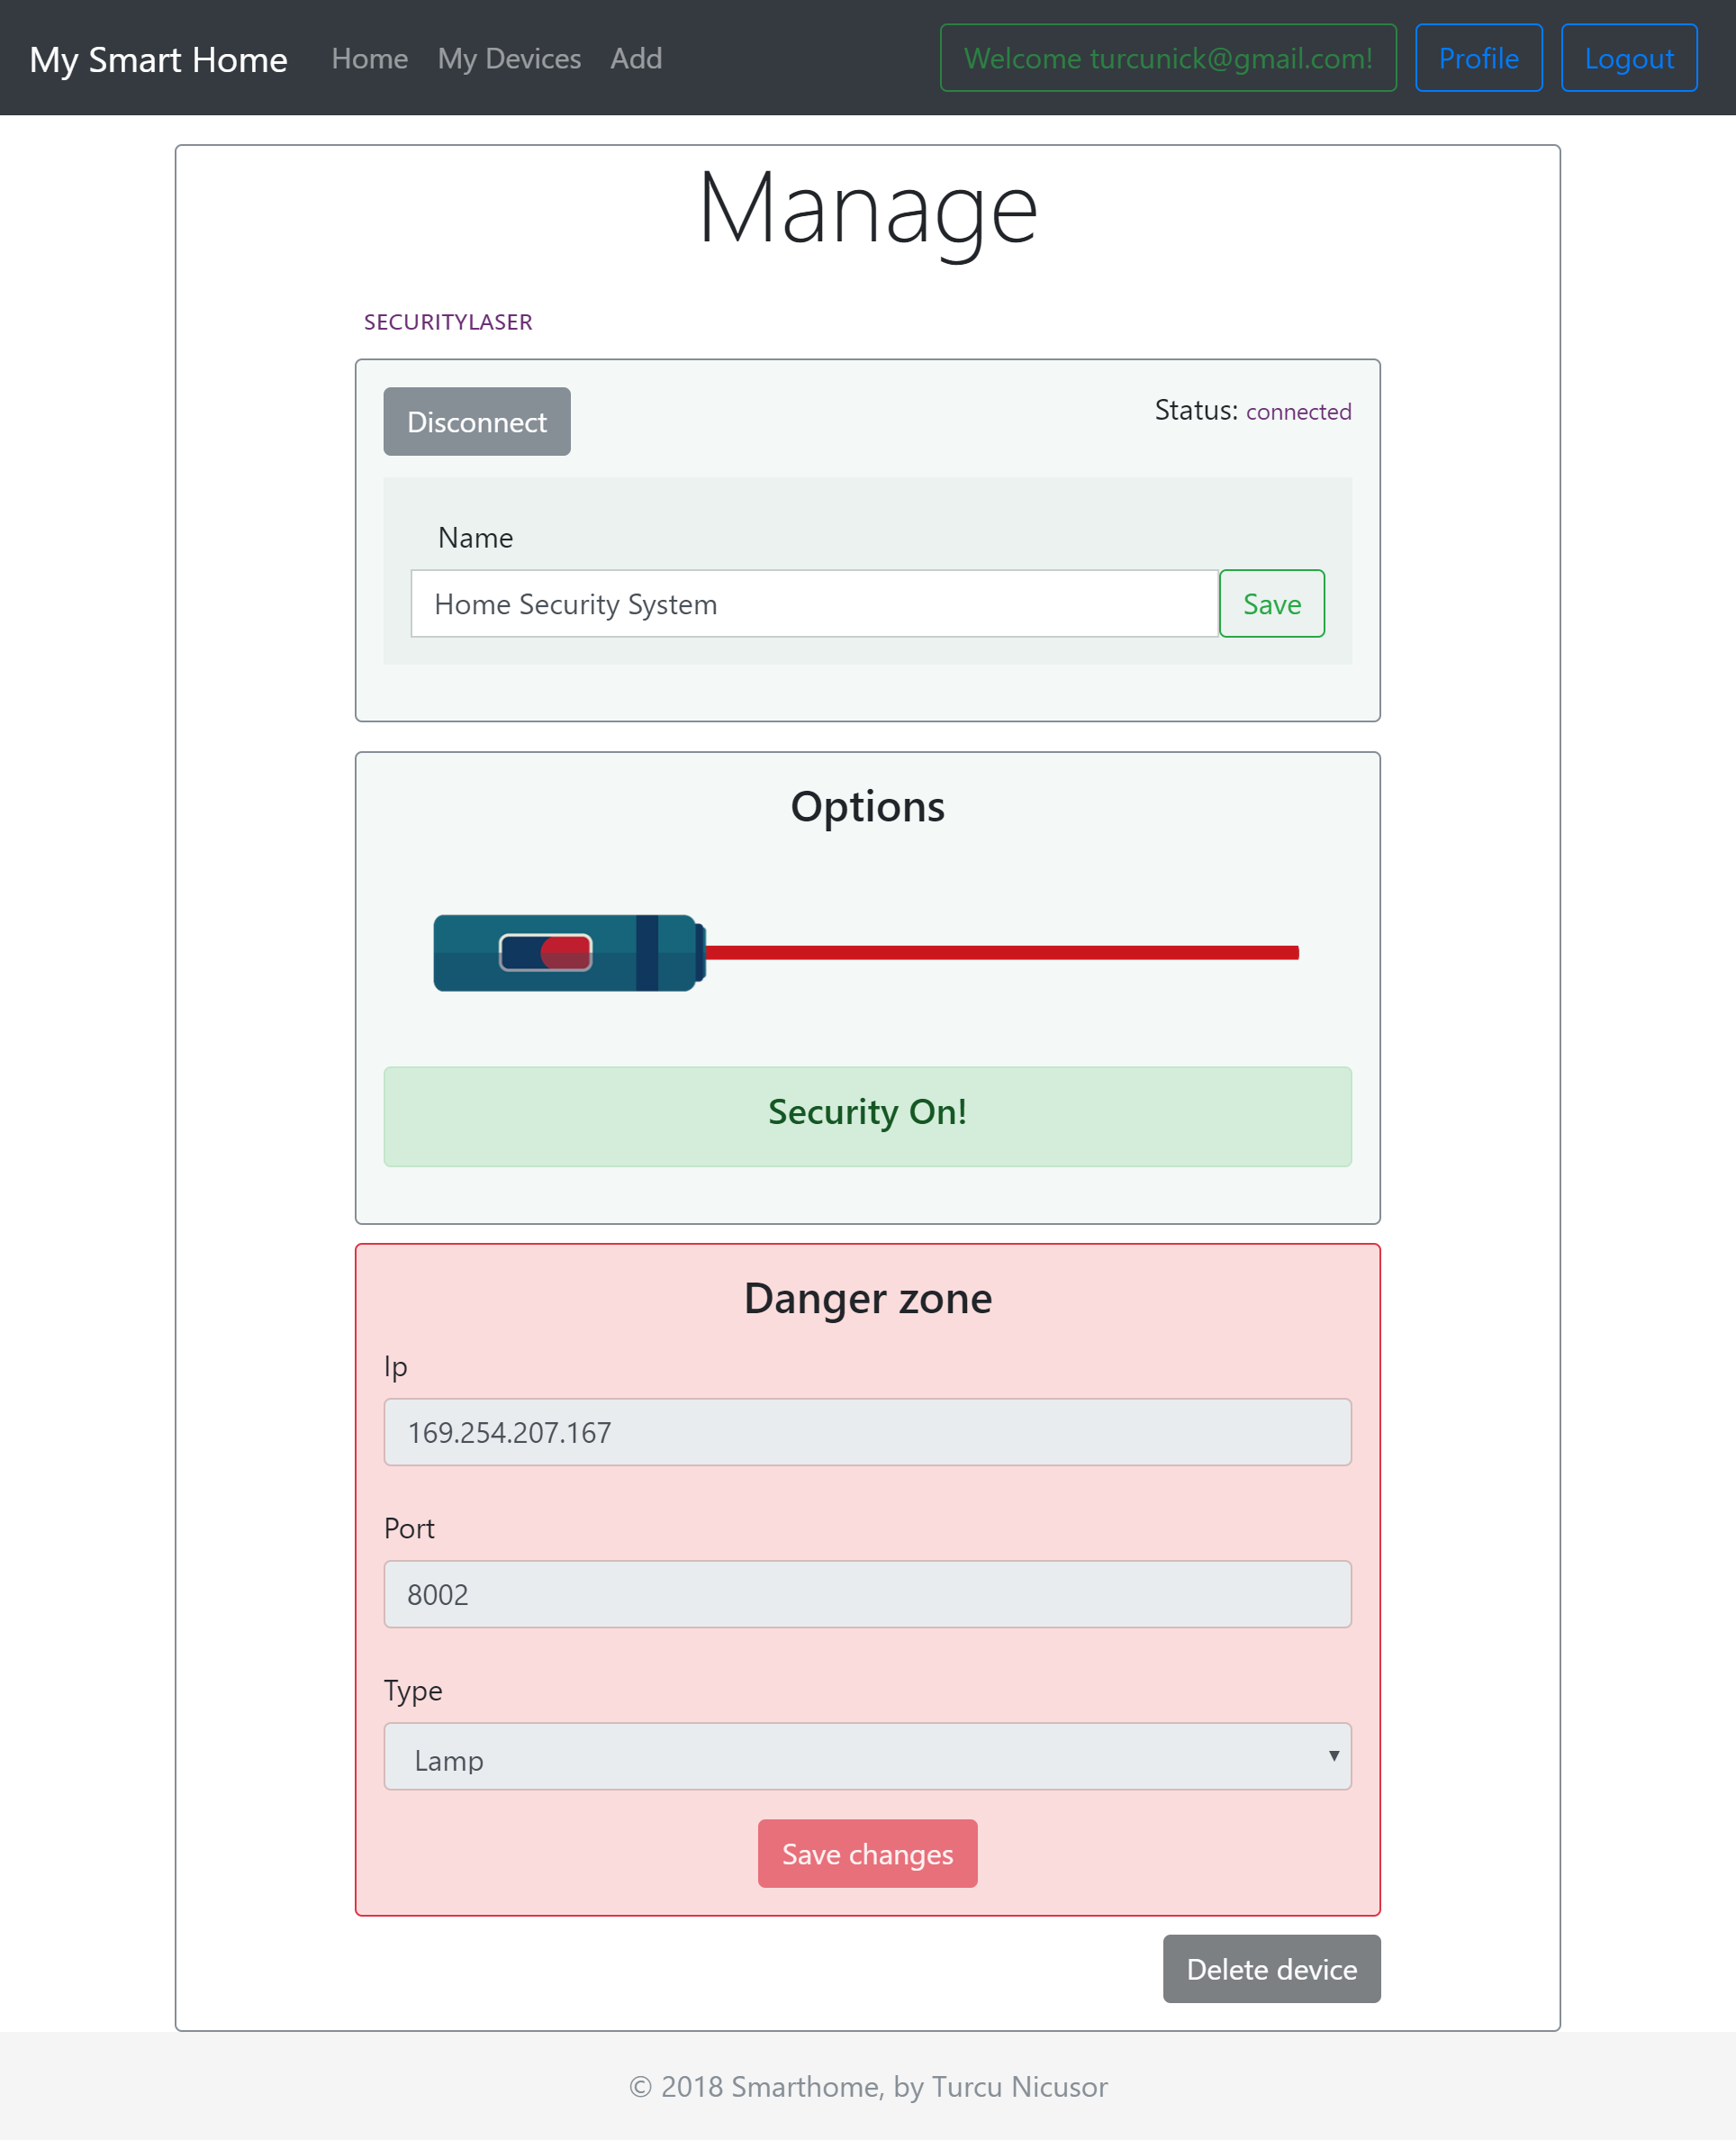 My Smart Home Home My Devices Add Welcome turcunick@gmail.com! Profile Logout
Manage
SECURITYLASER
Disconnect Status: connected
Name
Home Security System Save
Options
Security On!
Danger zone
Ip
169.254.207.167
Port
8002
Type
Lamp
Save changes
Delete device
© 2018 Smarthome, by Turcu Nicusor